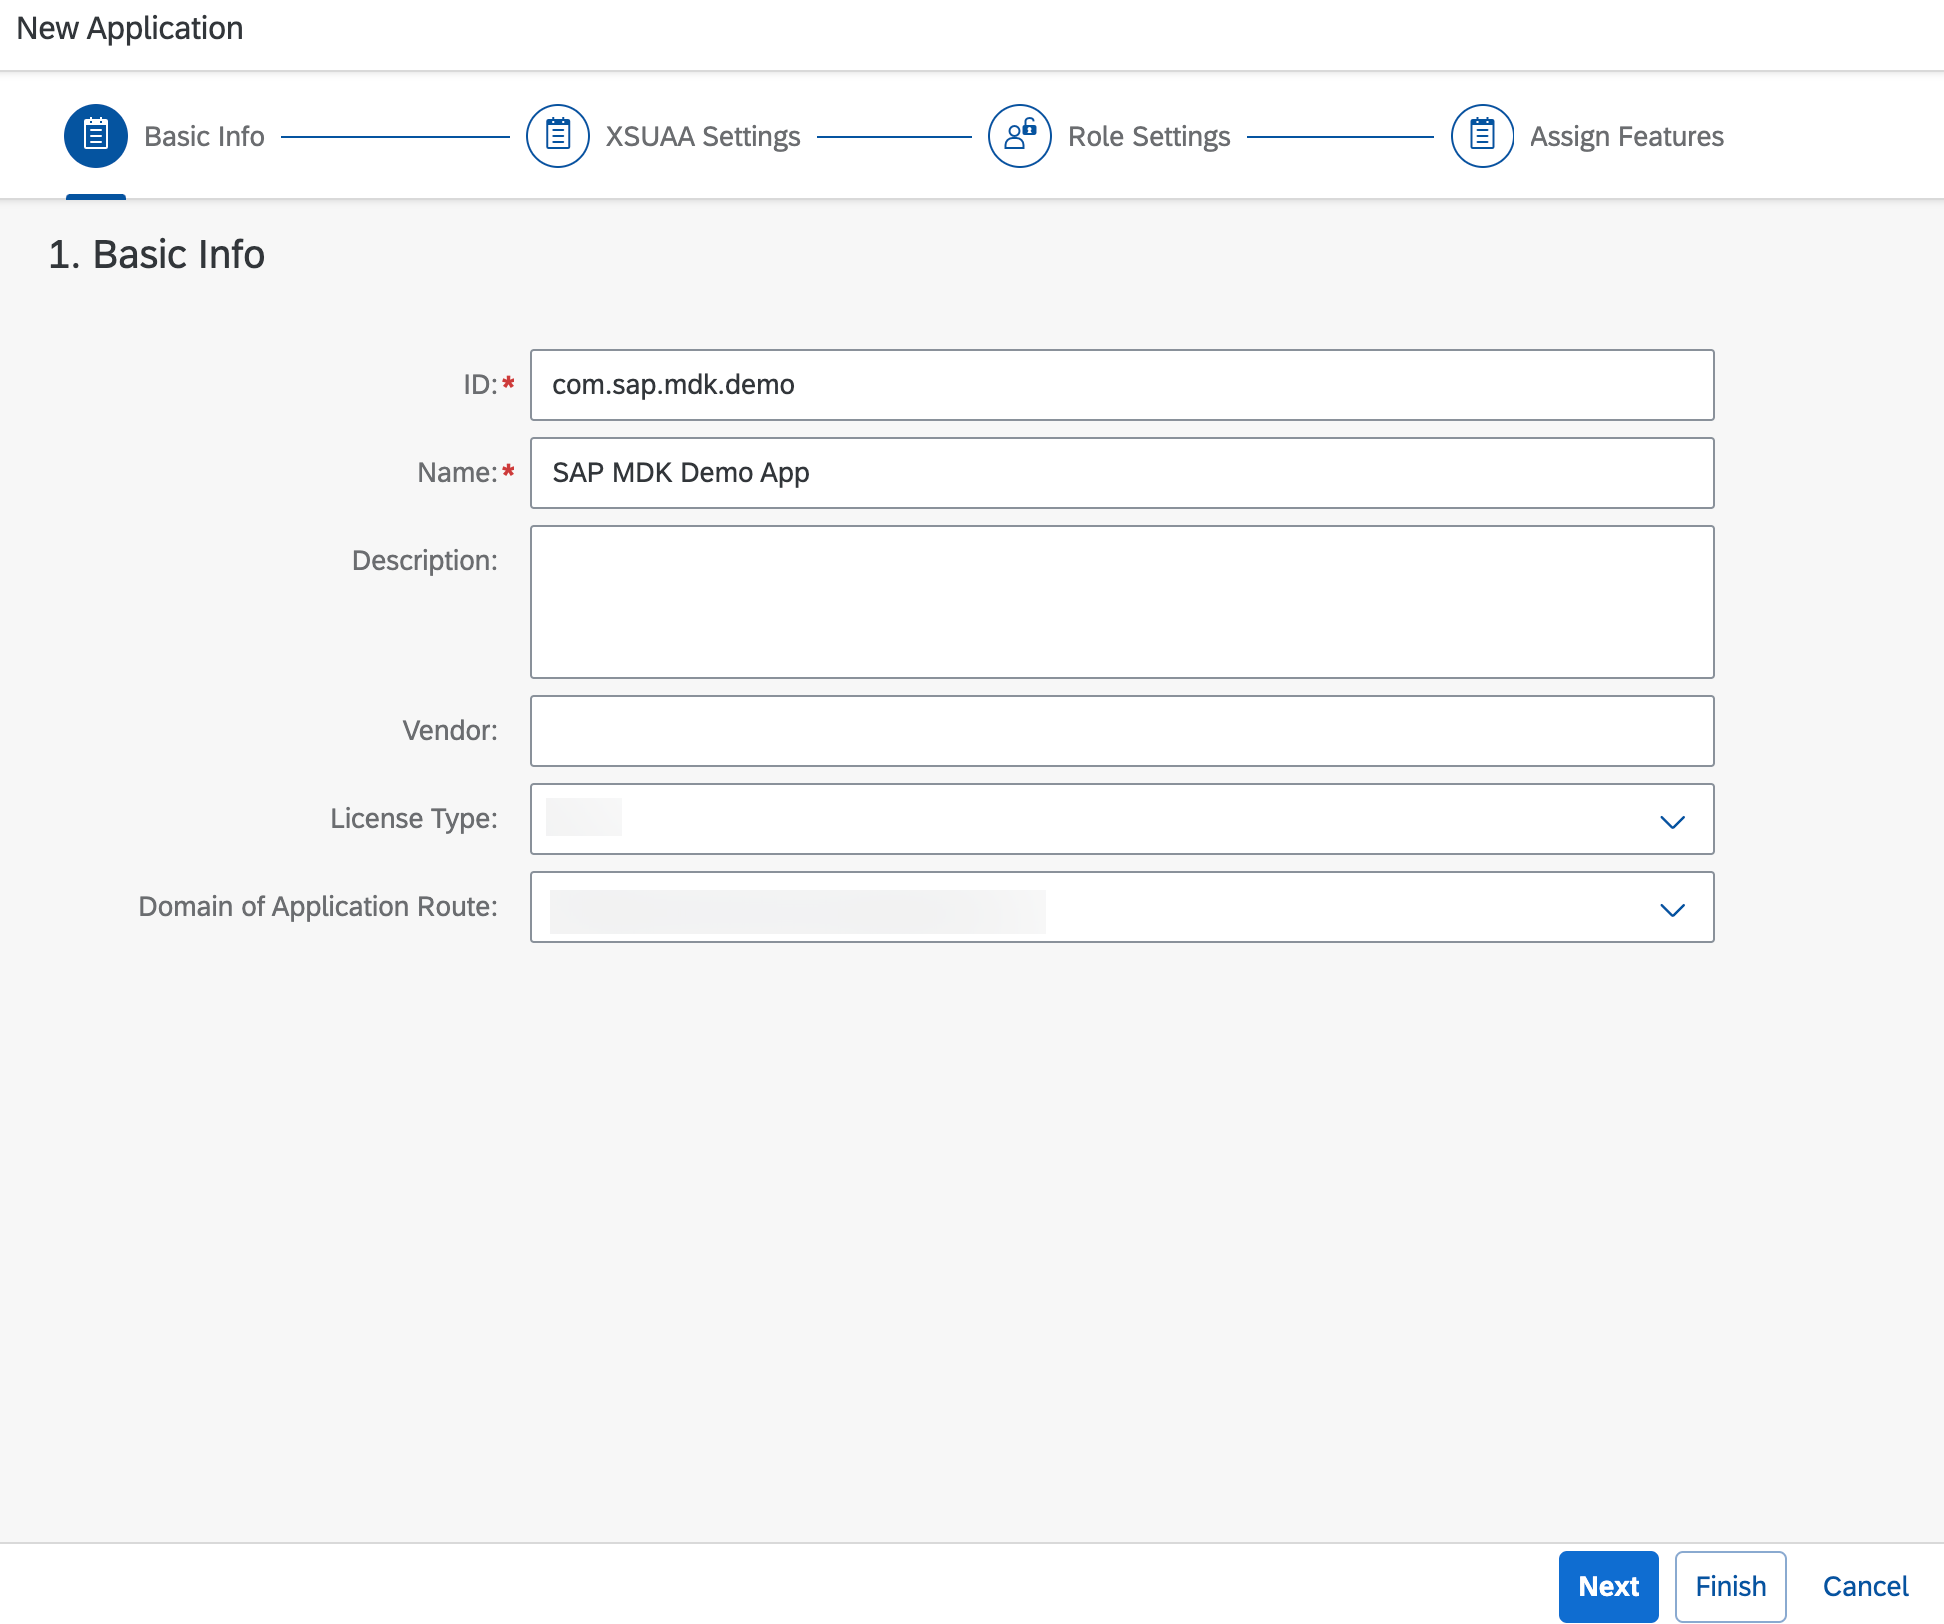 New Application
Basic Info XSUAA Settings Role Settings Assign Features
1. Basic Info
ID:* com.sap.mdk.demo
Name:* SAP MDK Demo App
Description:
Vendor:
License Type:
Domain of Application Route:
Next Finish Cancel